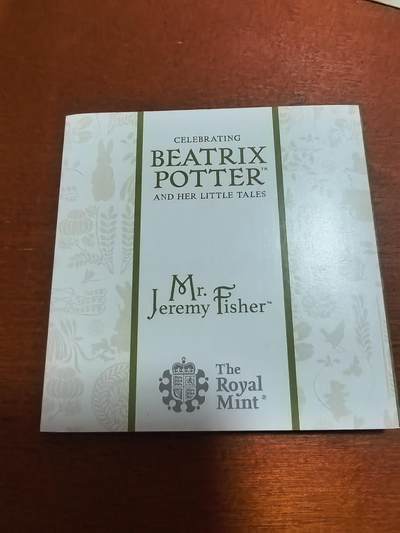 CELEBRATING
BEATRIX
POTTER™
AND HER LITTLE TALES
Mr.
Jeremy Fisher™
The
Royal
Mint®